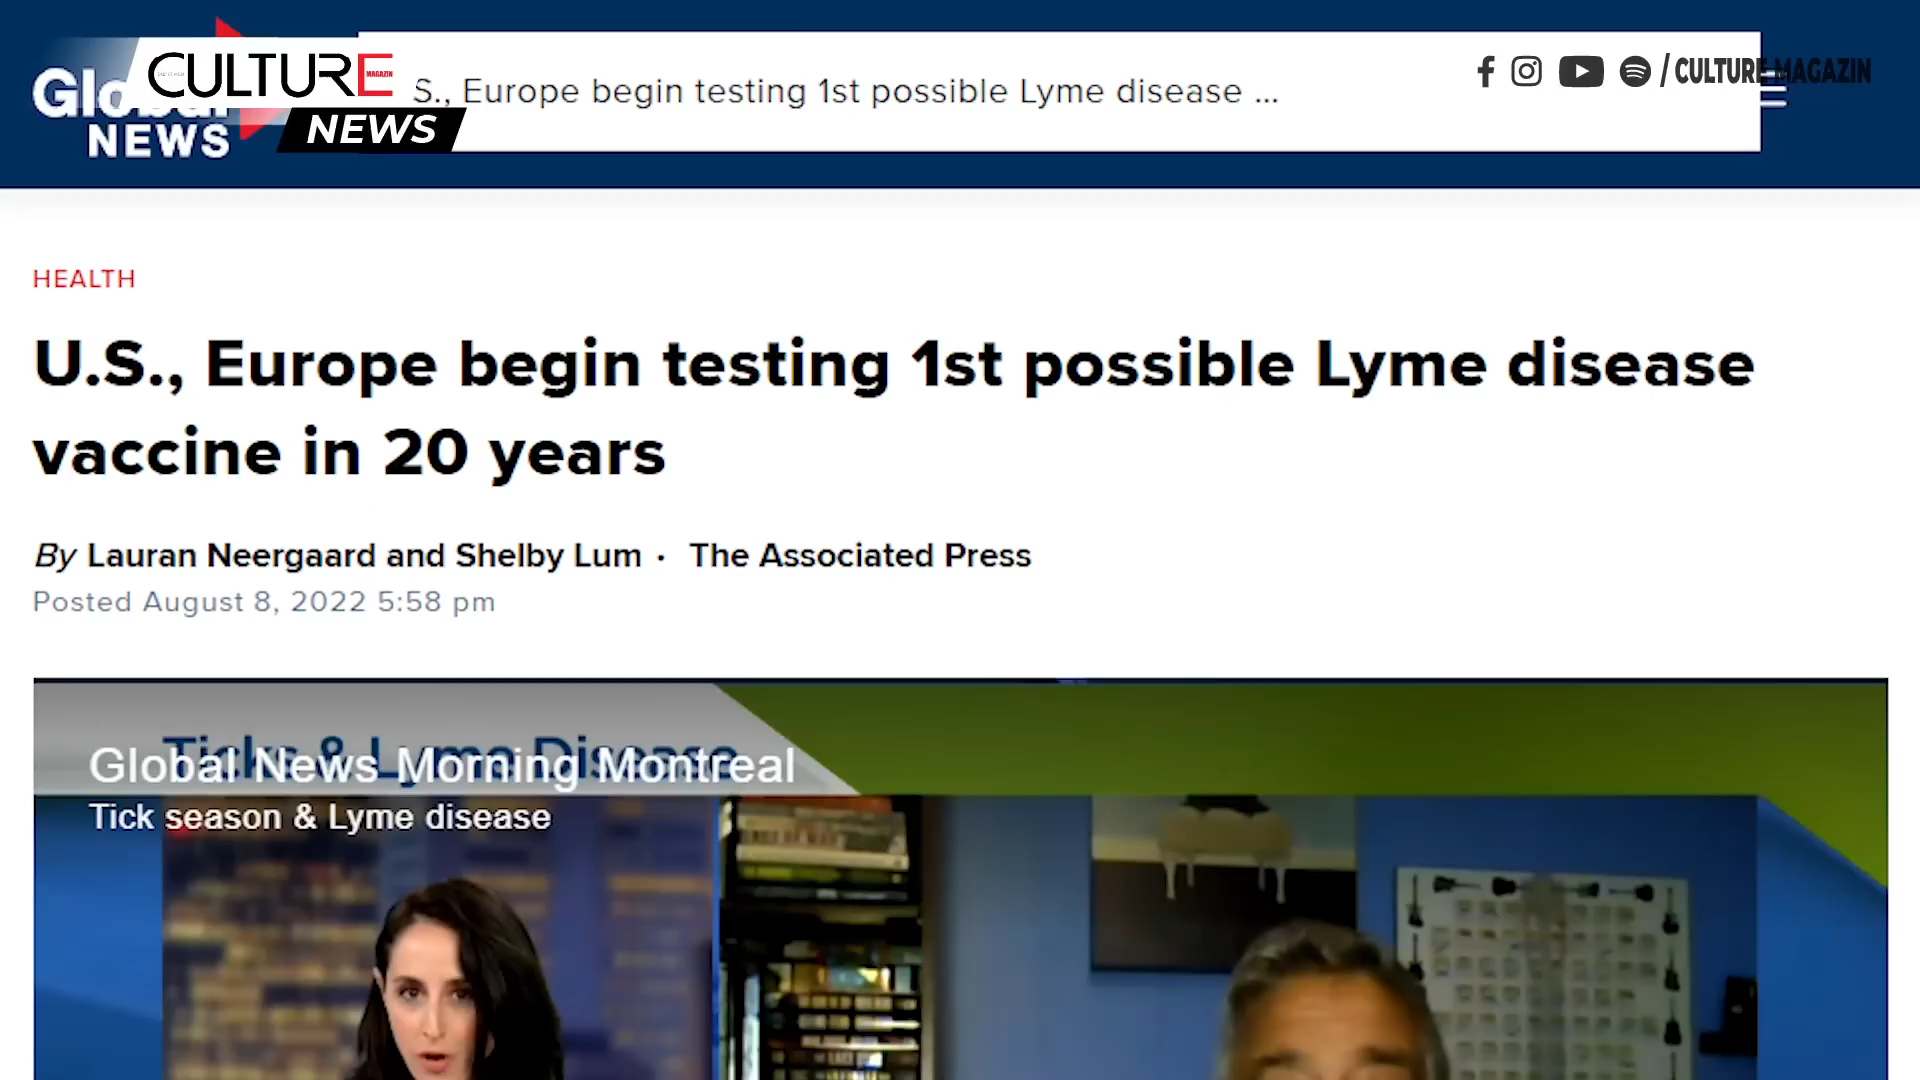 Global
NEWS
CULTURE
MAGAZIN
NEWS
S., Europe begin testing 1st possible Lyme disease ...
/ CULTURE MAGAZIN
HEALTH
U.S., Europe begin testing 1st possible Lyme disease
vaccine in 20 years
By Lauran Neergaard and Shelby Lum · The Associated Press
Posted August 8, 2022 5:58 pm
Ticks & Lyme Disease
Global News Morning Montreal
Tick season & Lyme disease